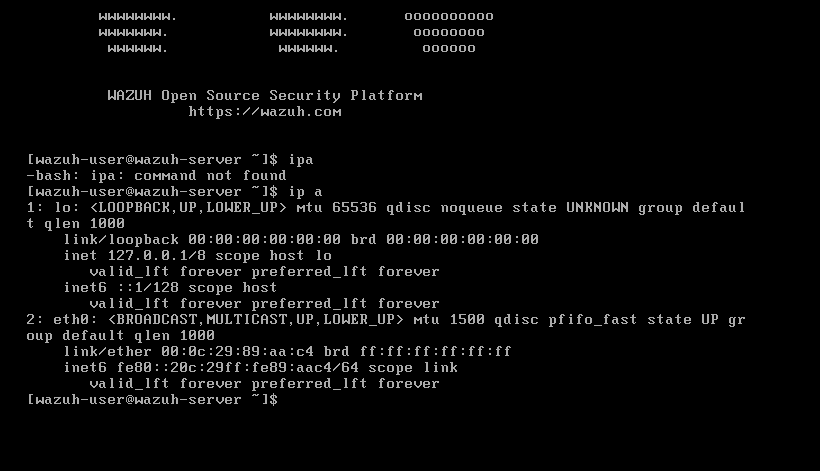 wwwwwwww. wwwwwwww. oooooooooo
wwwwwww. wwwwwwww. oooooooo
wwwwww. wwwwww. oooooo
WAZUH Open Source Security Platform
https://wazuh.com
[wazuh-user@wazuh-server ~]$ ipa
-bash: ipa: command not found
[wazuh-user@wazuh-server ~]$ ip a
1: lo: <LOOPBACK,UP,LOWER_UP> mtu 65536 qdisc noqueue state UNKNOWN group defaul
t qlen 1000
link/loopback 00:00:00:00:00:00 brd 00:00:00:00:00:00
inet 127.0.0.1/8 scope host lo
valid_lft forever preferred_lft forever
inet6 ::1/128 scope host
valid_lft forever preferred_lft forever
2: eth0: <BROADCAST,MULTICAST,UP,LOWER_UP> mtu 1500 qdisc pfifo_fast state UP gr
oup default qlen 1000
link/ether 00:0c:29:89:aa:c4 brd ff:ff:ff:ff:ff:ff
inet6 fe80::20c:29ff:fe89:aac4/64 scope link
valid_lft forever preferred_lft forever
[wazuh-user@wazuh-server ~]$